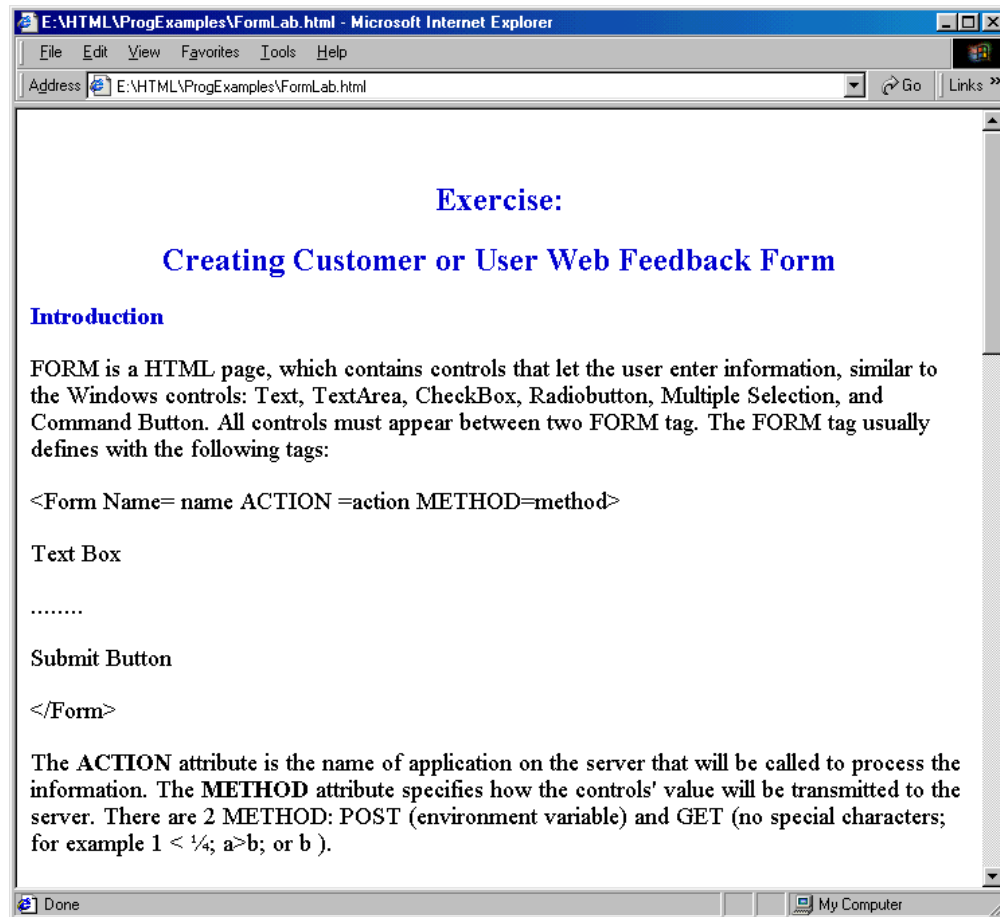 E:\HTML\ProgExamples\FormLab.html - Microsoft Internet Explorer
File Edit View Favorites Tools Help
Address E:\HTML\ProgExamples\FormLab.html Go Links »
Exercise:
Creating Customer or User Web Feedback Form
Introduction
FORM is a HTML page, which contains controls that let the user enter information, similar to
the Windows controls: Text, TextArea, CheckBox, Radiobutton, Multiple Selection, and
Command Button. All controls must appear between two FORM tag. The FORM tag usually
defines with the following tags:
<Form Name= name ACTION =action METHOD=method>
Text Box
........
Submit Button
</Form>
The ACTION attribute is the name of application on the server that will be called to process the
information. The METHOD attribute specifies how the controls' value will be transmitted to the
server. There are 2 METHOD: POST (environment variable) and GET (no special characters;
for example 1 < ¼; a>b; or b ).
Done My Computer